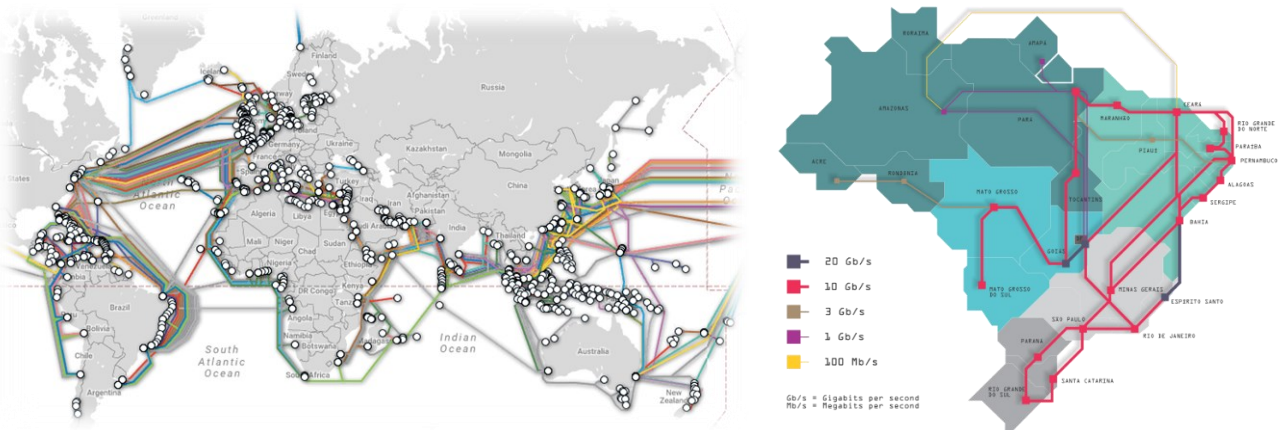 Greenland
Iceland
Finland
Norway
Russia
Poland
Germany
Ukraine
France
Kazakhstan
Mongolia
States
Atlantic
Ocean
Turkey
China
Japan
Algeria
Libya
Iraq
Iran
Afghanistan
Pakistan
India
Thailand
Mali
Niger
Chad
Sudan
Nigeria
Ethiopia
Venezuela
Brazil
DR Congo
Kenya
Angola
Bolivia
Namibia
Botswana
Madagascar
Chile
South
Atlantic
Ocean
Indian
Ocean
Australia
South Africa
Argentina
New
Zealand
RORAIMA
AMAPÁ
AMAZONAS
PARÁ
MARANHÃO
CEARÁ
RIO GRANDE
DO NORTE
PARAÍBA
PERNAMBUCO
PIAUÍ
ACRE
RONDÔNIA
MATO GROSSO
TOCANTINS
ALAGOAS
SERGIPE
BAHIA
GOIÁS
MATO GROSSO
DO SUL
MINAS GERAIS
ESPÍRITO SANTO
SÃO PAULO
RIO DE JANEIRO
PARANÁ
SANTA CATARINA
RIO GRANDE
DO SUL
20 Gb/s
10 Gb/s
3 Gb/s
1 Gb/s
100 Mb/s
Gb/s = Gigabits per second
Mb/s = Megabits per second